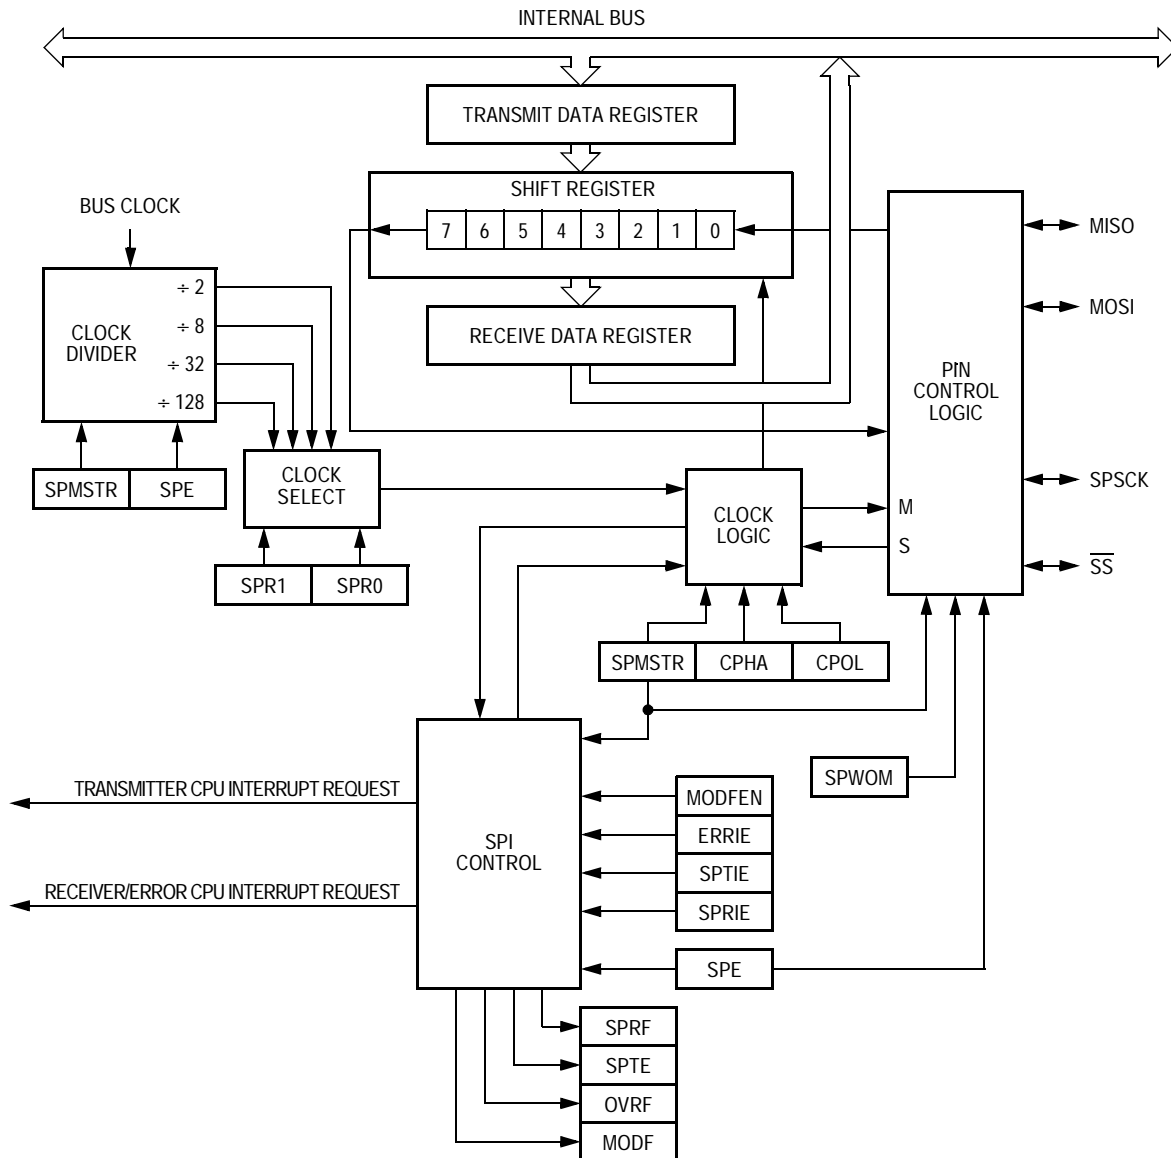 INTERNAL BUS
TRANSMIT DATA REGISTER
SHIFT REGISTER
7 6 5 4 3 2 1 0
RECEIVE DATA REGISTER
BUS CLOCK
CLOCK
DIVIDER
÷ 2
÷ 8
÷ 32
÷ 128
SPMSTR SPE
CLOCK
SELECT
SPR1 SPR0
CLOCK
LOGIC
SPMSTR CPHA CPOL
PIN
CONTROL
LOGIC
M
S
MISO
MOSI
SPSCK
S̅S̅
SPWOM
TRANSMITTER CPU INTERRUPT REQUEST
RECEIVER/ERROR CPU INTERRUPT REQUEST
SPI
CONTROL
MODFEN
ERRIE
SPTIE
SPRIE
SPE
SPRF
SPTE
OVRF
MODF